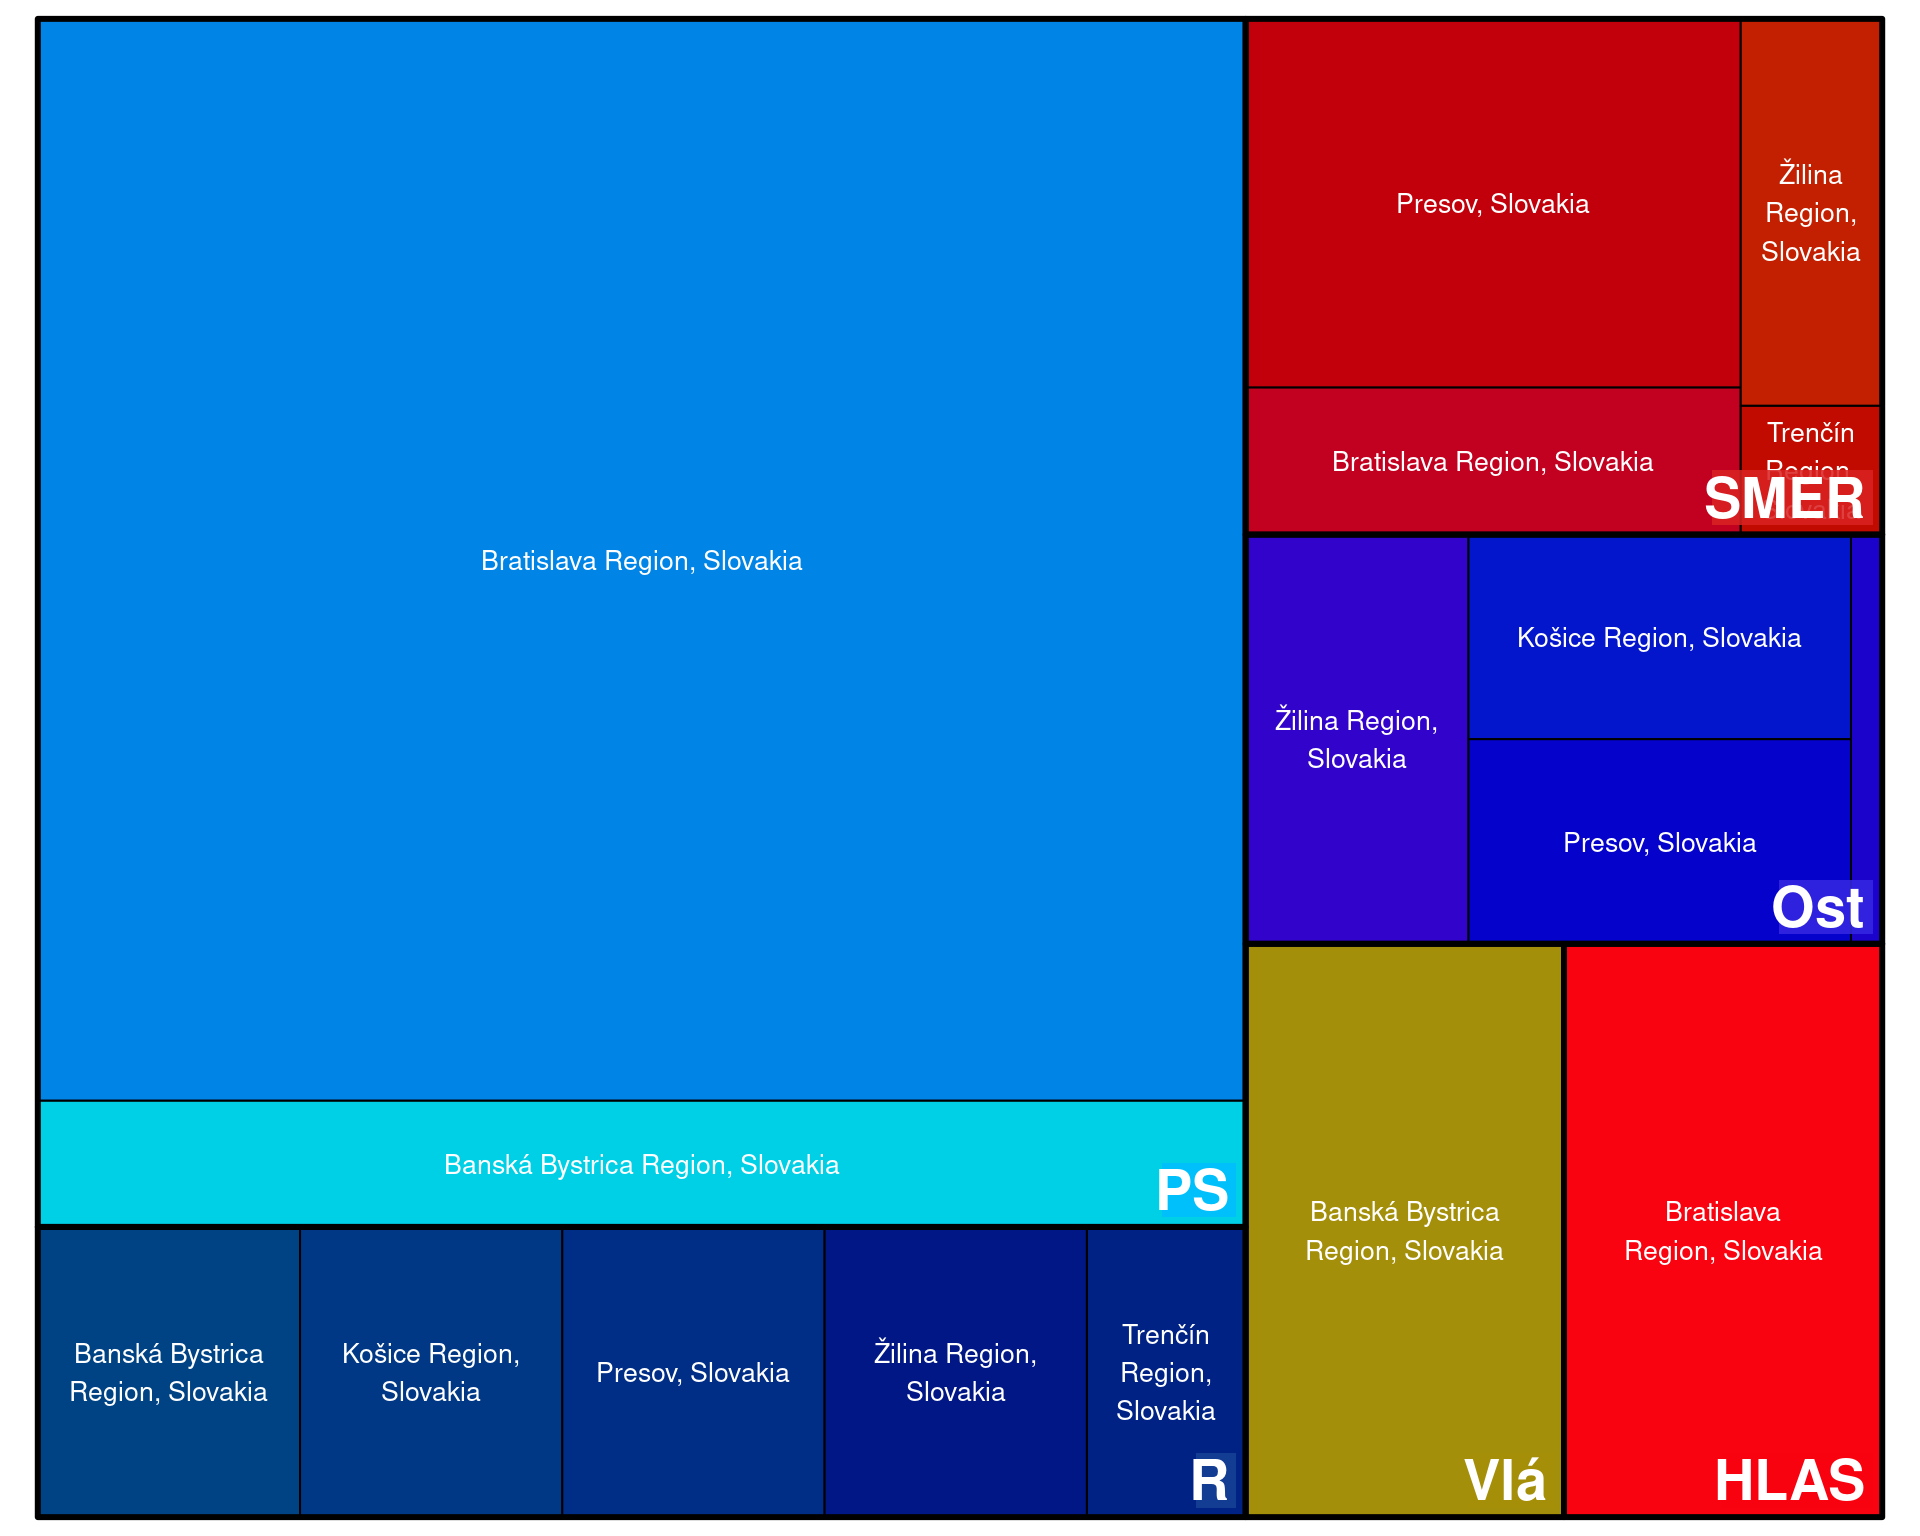 Bratislava Region, Slovakia
Banská Bystrica Region, Slovakia
PS
Banská Bystrica
Region, Slovakia
Košice Region,
Slovakia
Presov, Slovakia
Žilina Region,
Slovakia
Trenčín
Region,
Slovakia
R
Presov, Slovakia
Žilina
Region,
Slovakia
Bratislava Region, Slovakia
Trenčín
Region,
SMER
Žilina Region,
Slovakia
Košice Region, Slovakia
Presov, Slovakia
Ost
Banská Bystrica
Region, Slovakia
Vlá
Bratislava
Region, Slovakia
HLAS